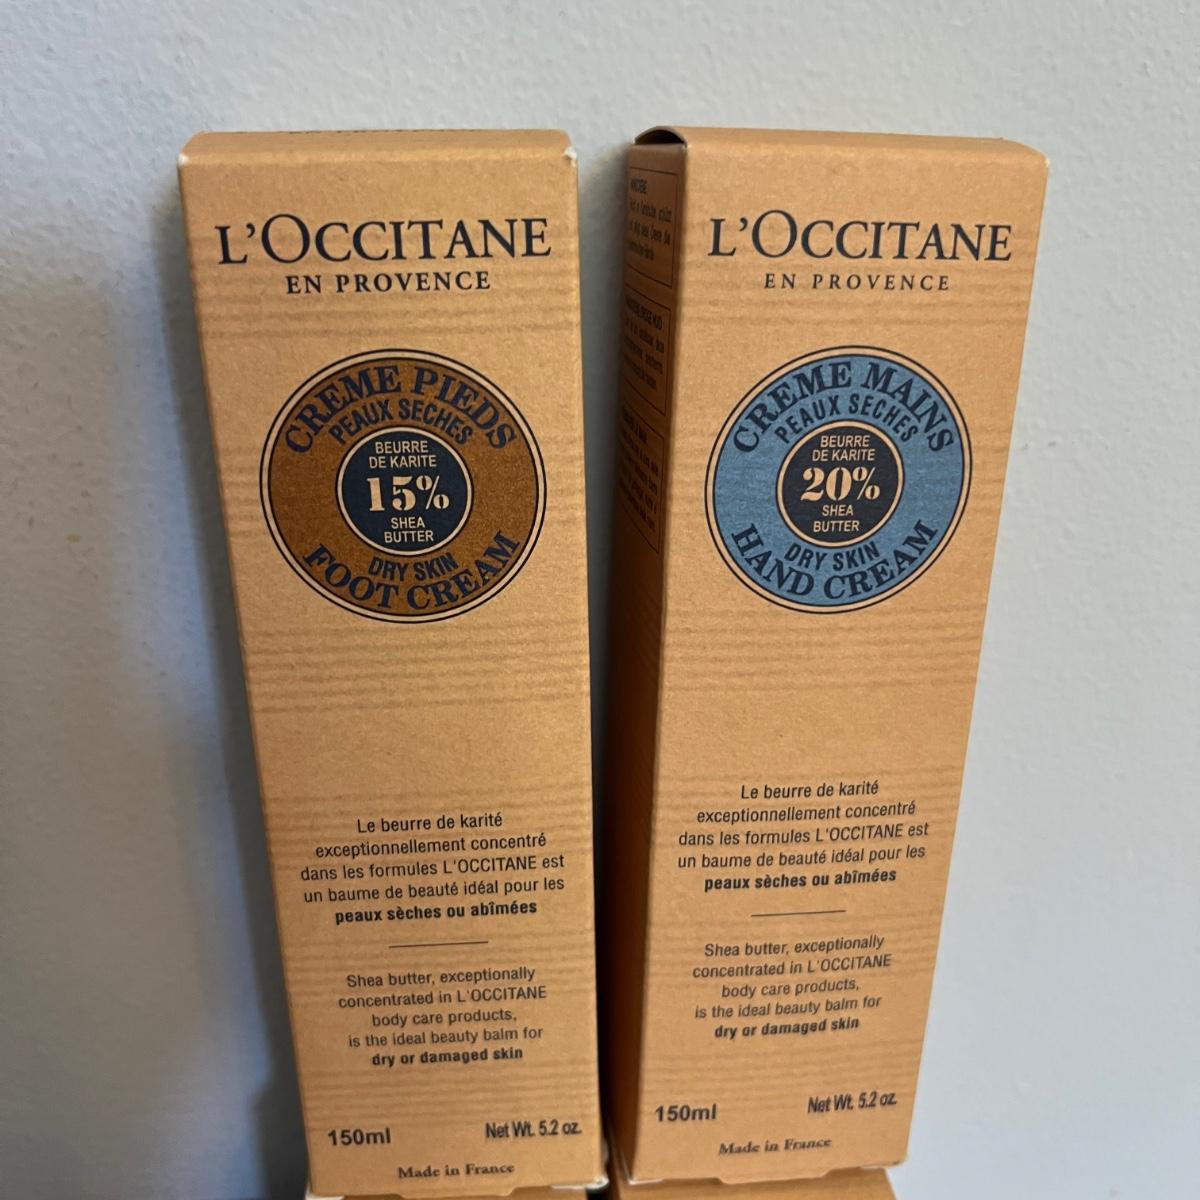 L'OCCITANE
EN PROVENCE
CREME PIEDS
PEAUX SECHES
BEURRE
DE KARITE
15%
SHEA
BUTTER
DRY SKIN
FOOT CREAM
Le beurre de karité
exceptionnellement concentré
dans les formules L'OCCITANE est
un baume de beauté idéal pour les
peaux sèches ou abîmées
Shea butter, exceptionally
concentrated in L'OCCITANE
body care products,
is the ideal beauty balm for
dry or damaged skin
150ml Net Wt. 5.2 oz.
Made in France
L'OCCITANE
EN PROVENCE
CREME MAINS
PEAUX SECHES
BEURRE
DE KARITE
20%
SHEA
BUTTER
DRY SKIN
HAND CREAM
Le beurre de karité
exceptionnellement concentré
dans les formules L'OCCITANE est
un baume de beauté idéal pour les
peaux sèches ou abîmées
Shea butter, exceptionally
concentrated in L'OCCITANE
body care products,
is the ideal beauty balm for
dry or damaged skin
150ml Net Wt. 5.2 oz.
Made in France